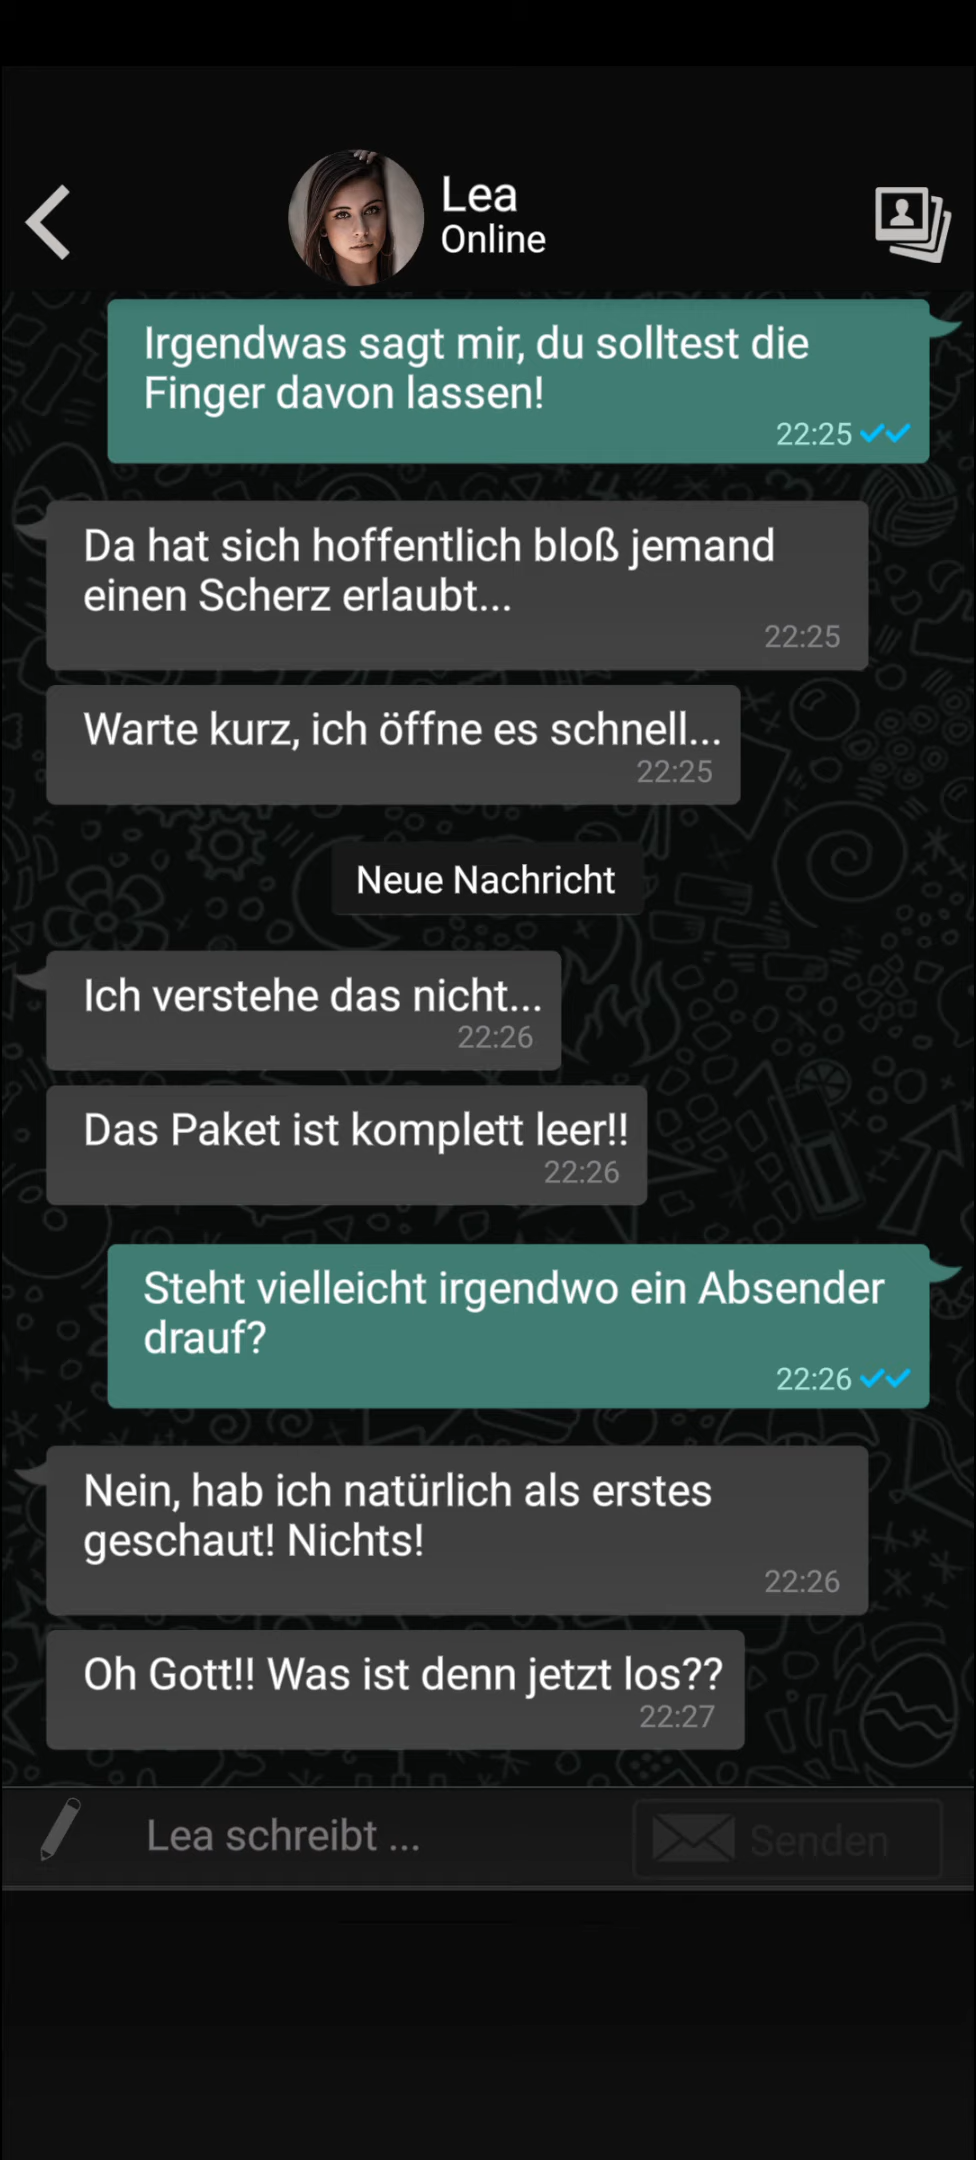 Lea
Online
Irgendwas sagt mir, du solltest die
Finger davon lassen!
22:25
Da hat sich hoffentlich bloß jemand
einen Scherz erlaubt...
22:25
Warte kurz, ich öffne es schnell...
22:25
Neue Nachricht
Ich verstehe das nicht...
22:26
Das Paket ist komplett leer!!
22:26
Steht vielleicht irgendwo ein Absender
drauf?
22:26
Nein, hab ich natürlich als erstes
geschaut! Nichts!
22:26
Oh Gott!! Was ist denn jetzt los??
22:27
Lea schreibt ...
Senden